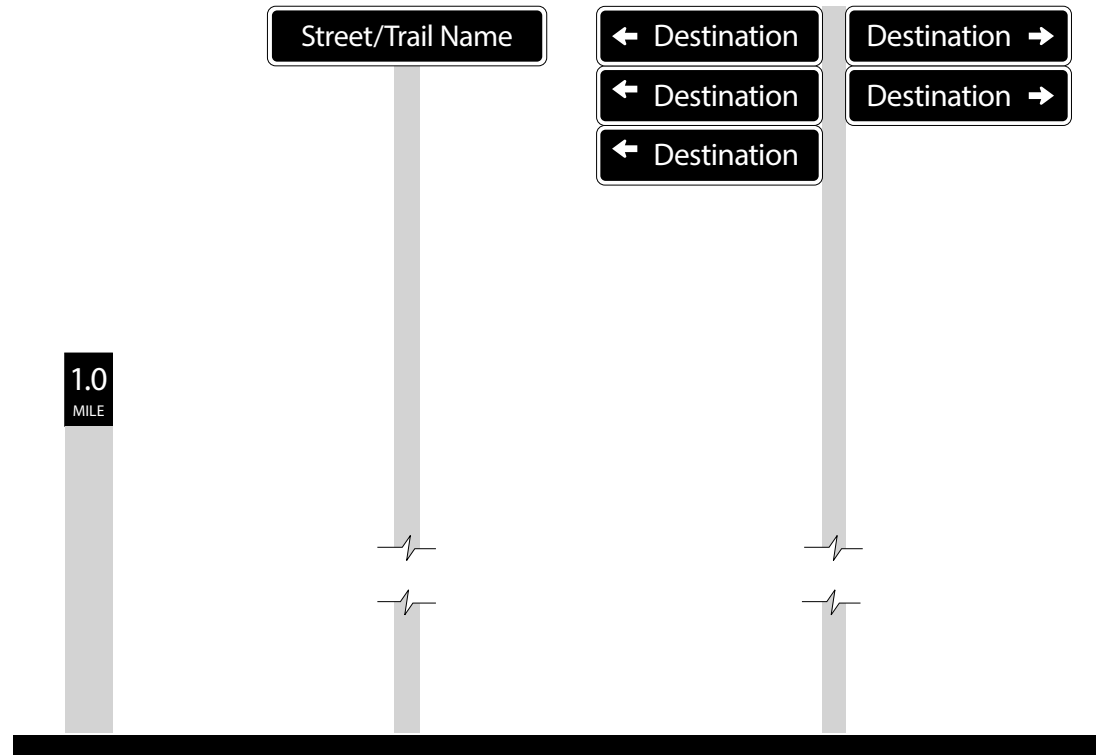 Street/Trail Name
← Destination
Destination →
← Destination
Destination →
← Destination
1.0
MILE